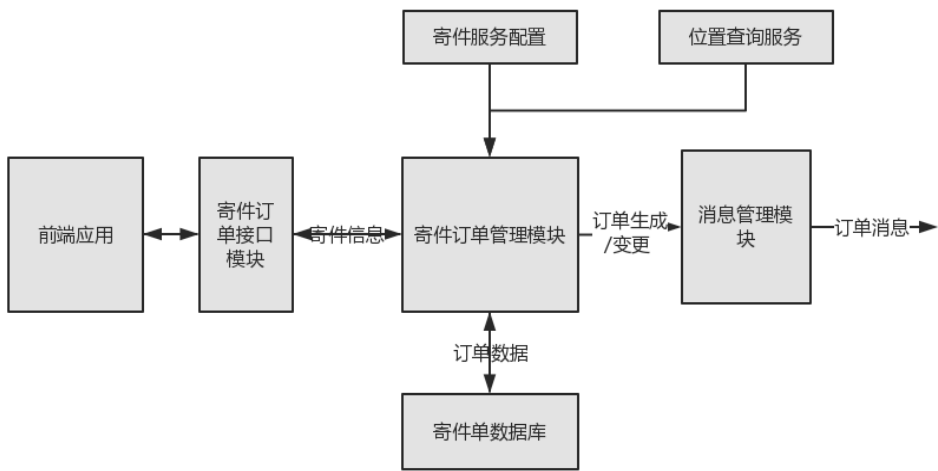 寄件服务配置
位置查询服务
前端应用
寄件订
单接口
模块
寄件信息
寄件订单管理模块
订单生成
/变更
消息管理模
块
订单消息
订单数据
寄件单数据库